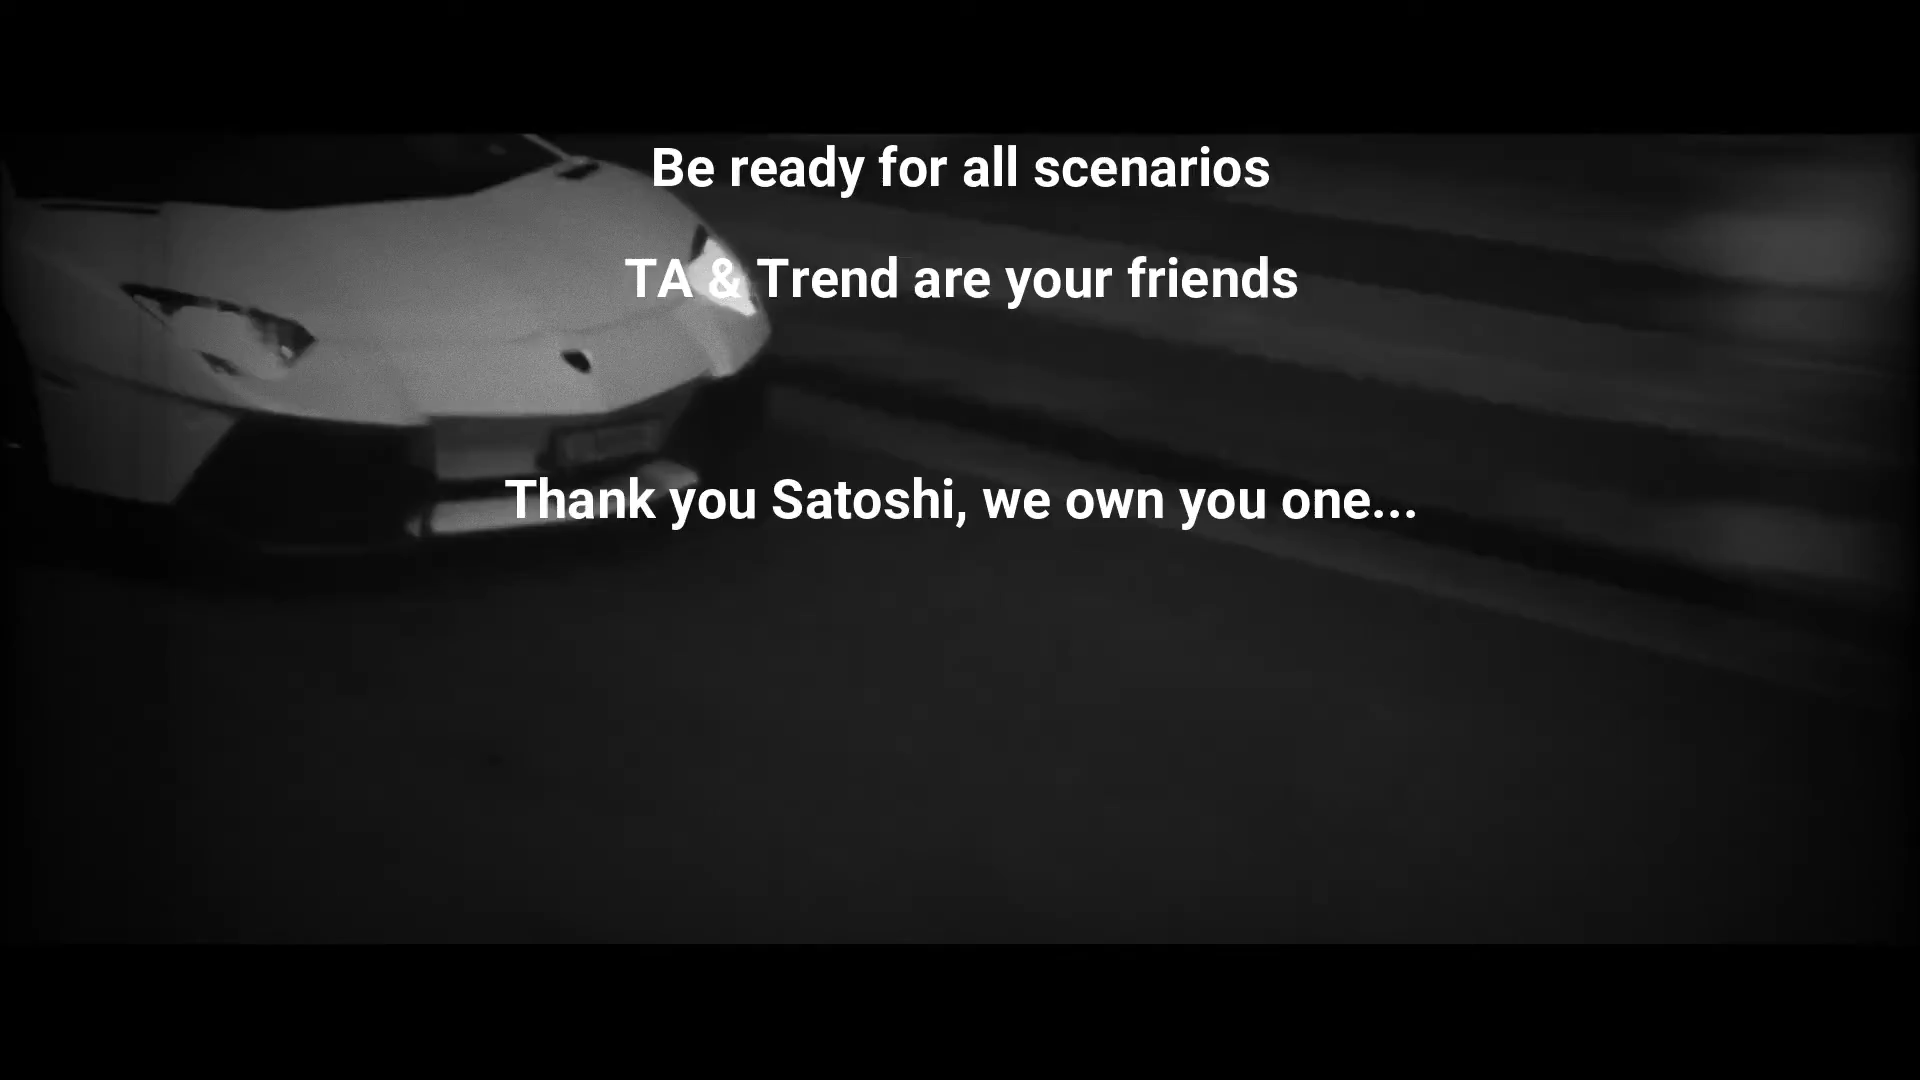 Be ready for all scenarios
TA & Trend are your friends
Thank you Satoshi, we own you one...